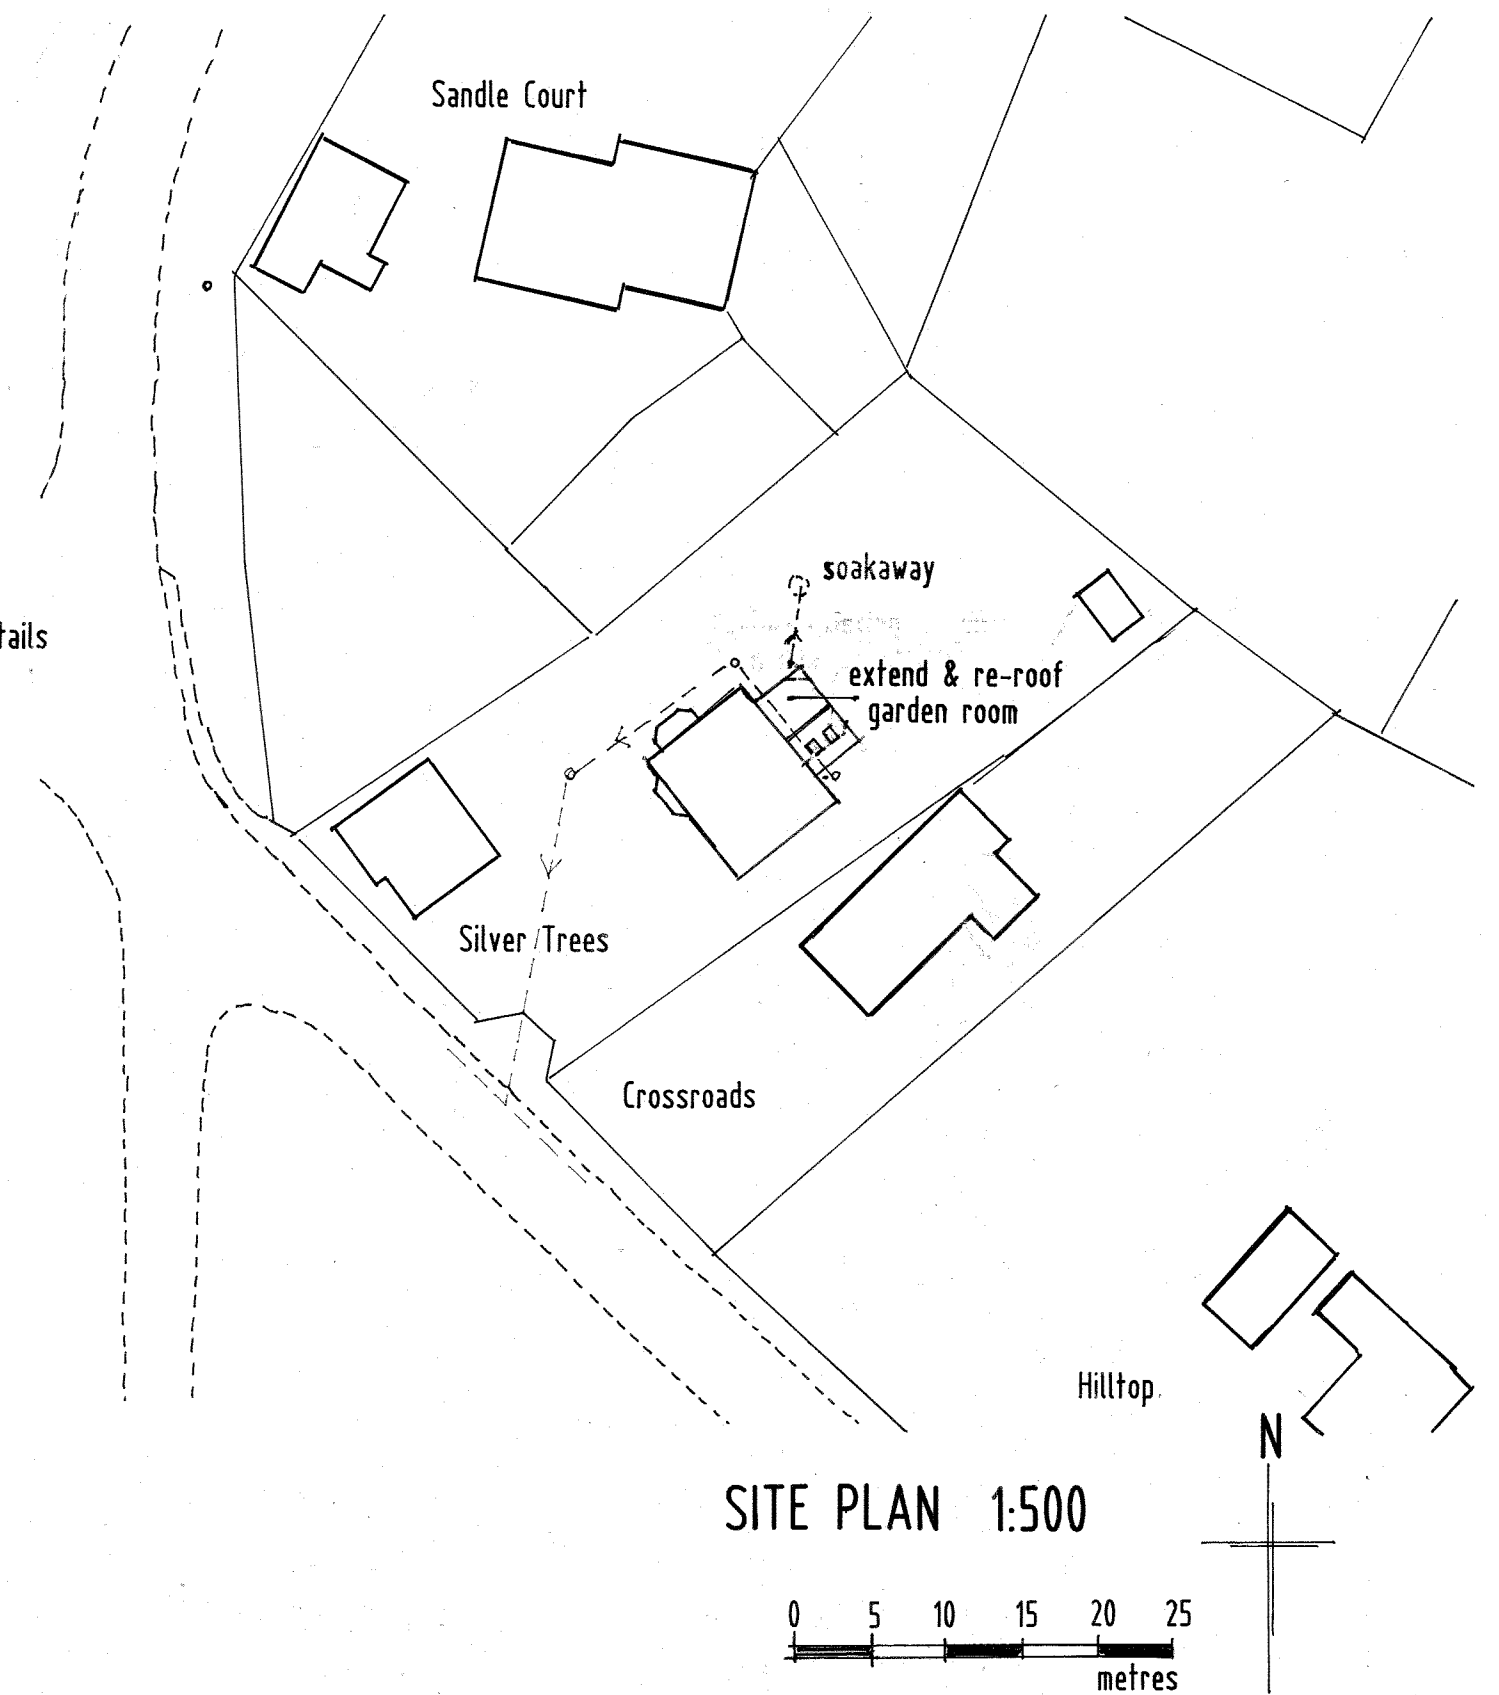 Sandle Court
soakaway
tails
extend & re-roof
garden room
Silver Trees
Crossroads
Hilltop
N
SITE PLAN 1:500
0 5 10 15 20 25
metres